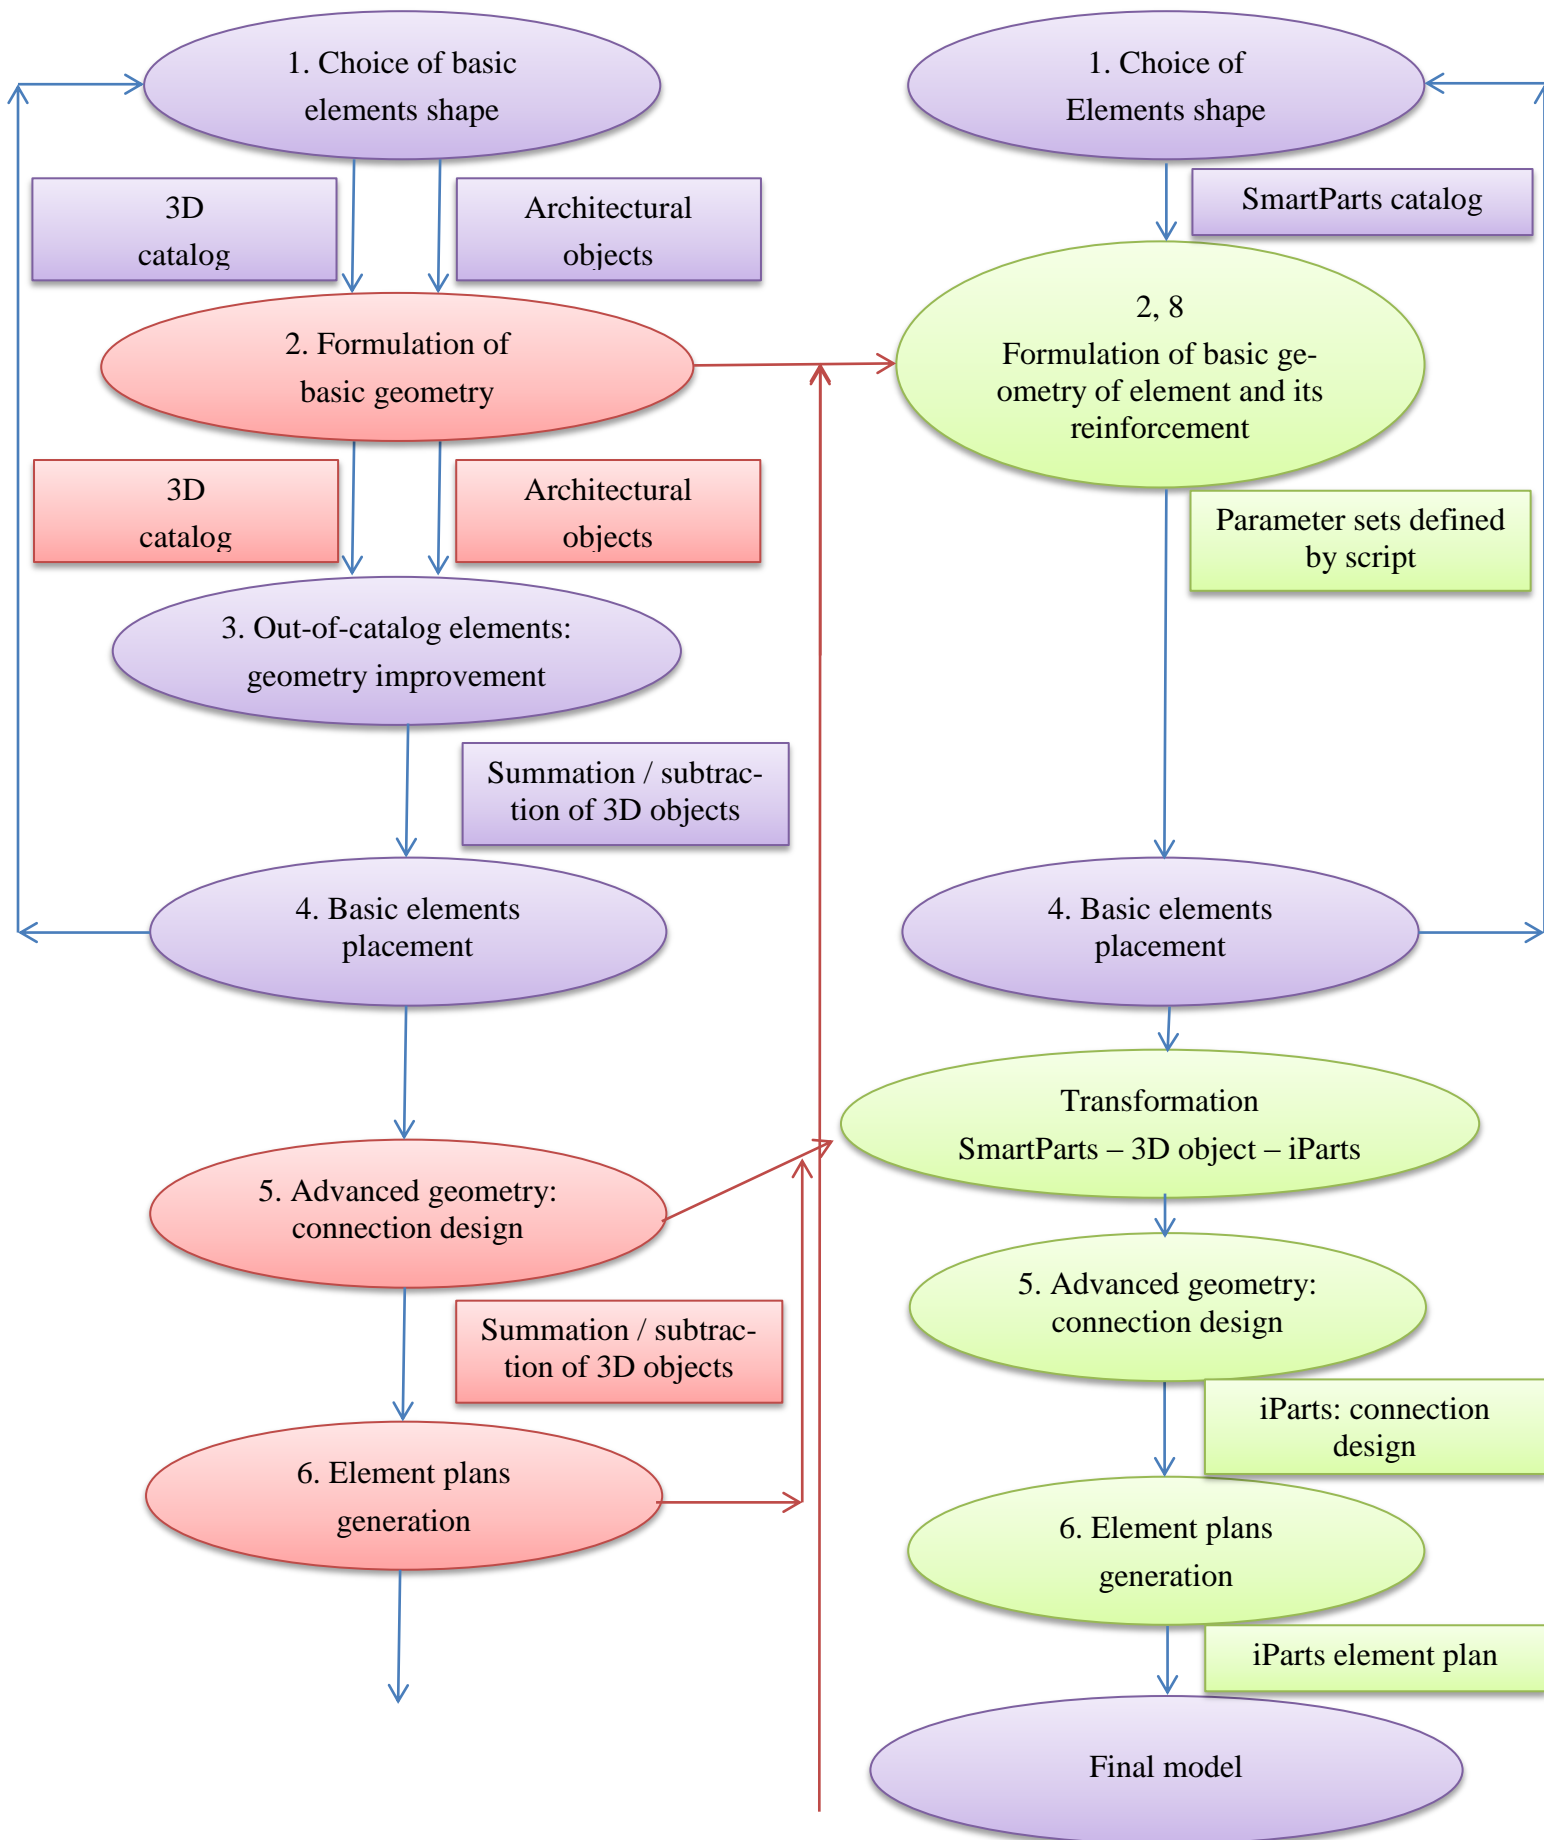 1. Choice of basic
elements shape
3D
catalog
Architectural
objects
2. Formulation of
basic geometry
3D
catalog
Architectural
objects
3. Out-of-catalog elements:
geometry improvement
Summation / subtrac-
tion of 3D objects
4. Basic elements
placement
5. Advanced geometry:
connection design
Summation / subtrac-
tion of 3D objects
6. Element plans
generation
1. Choice of
Elements shape
SmartParts catalog
2, 8
Formulation of basic ge-
ometry of element and its
reinforcement
Parameter sets defined
by script
4. Basic elements
placement
Transformation
SmartParts – 3D object – iParts
5. Advanced geometry:
connection design
iParts: connection
design
6. Element plans
generation
iParts element plan
Final model